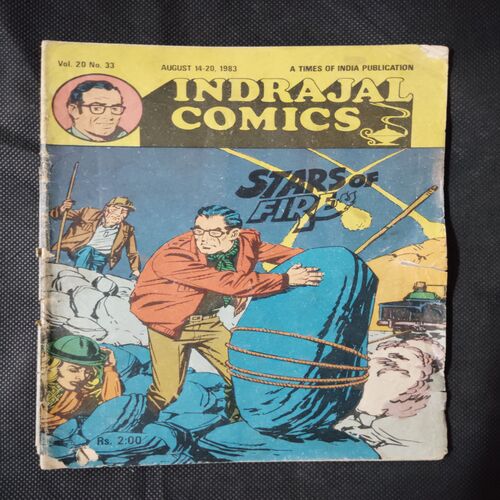 Vol. 20 No. 33
AUGUST 14-20, 1983
A TIMES OF INDIA PUBLICATION
INDRAJAL
COMICS
STARS OF
FIRE
Rs. 2:00